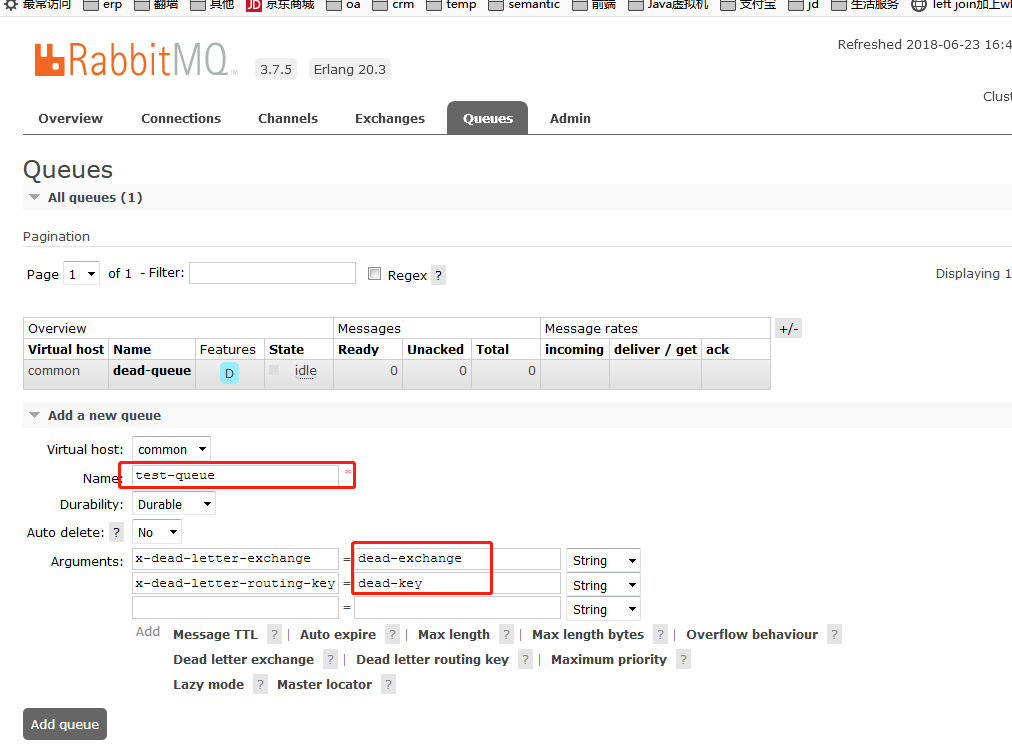 最常访问 erp 翻墙 其他 JD 京东商城 oa crm temp semantic 前端 Java虚拟机 支付宝 jd 生活服务 left join加上wh
RabbitMQ TM 3.7.5 Erlang 20.3
Refreshed 2018-06-23 16:4
Clust
Overview Connections Channels Exchanges Queues Admin
Queues
All queues (1)
Pagination
Page 1 of 1 - Filter: Regex ? Displaying 1
Overview Messages Message rates +/-
Virtual host Name Features State Ready Unacked Total incoming deliver / get ack
common dead-queue D idle 0 0 0
Add a new queue
Virtual host: common
Name: test-queue *
Durability: Durable
Auto delete: ? No
Arguments: x-dead-letter-exchange = dead-exchange String
x-dead-letter-routing-key = dead-key String
= String
Add Message TTL ? | Auto expire ? | Max length ? | Max length bytes ? | Overflow behaviour ?
Dead letter exchange ? | Dead letter routing key ? | Maximum priority ?
Lazy mode ? Master locator ?
Add queue